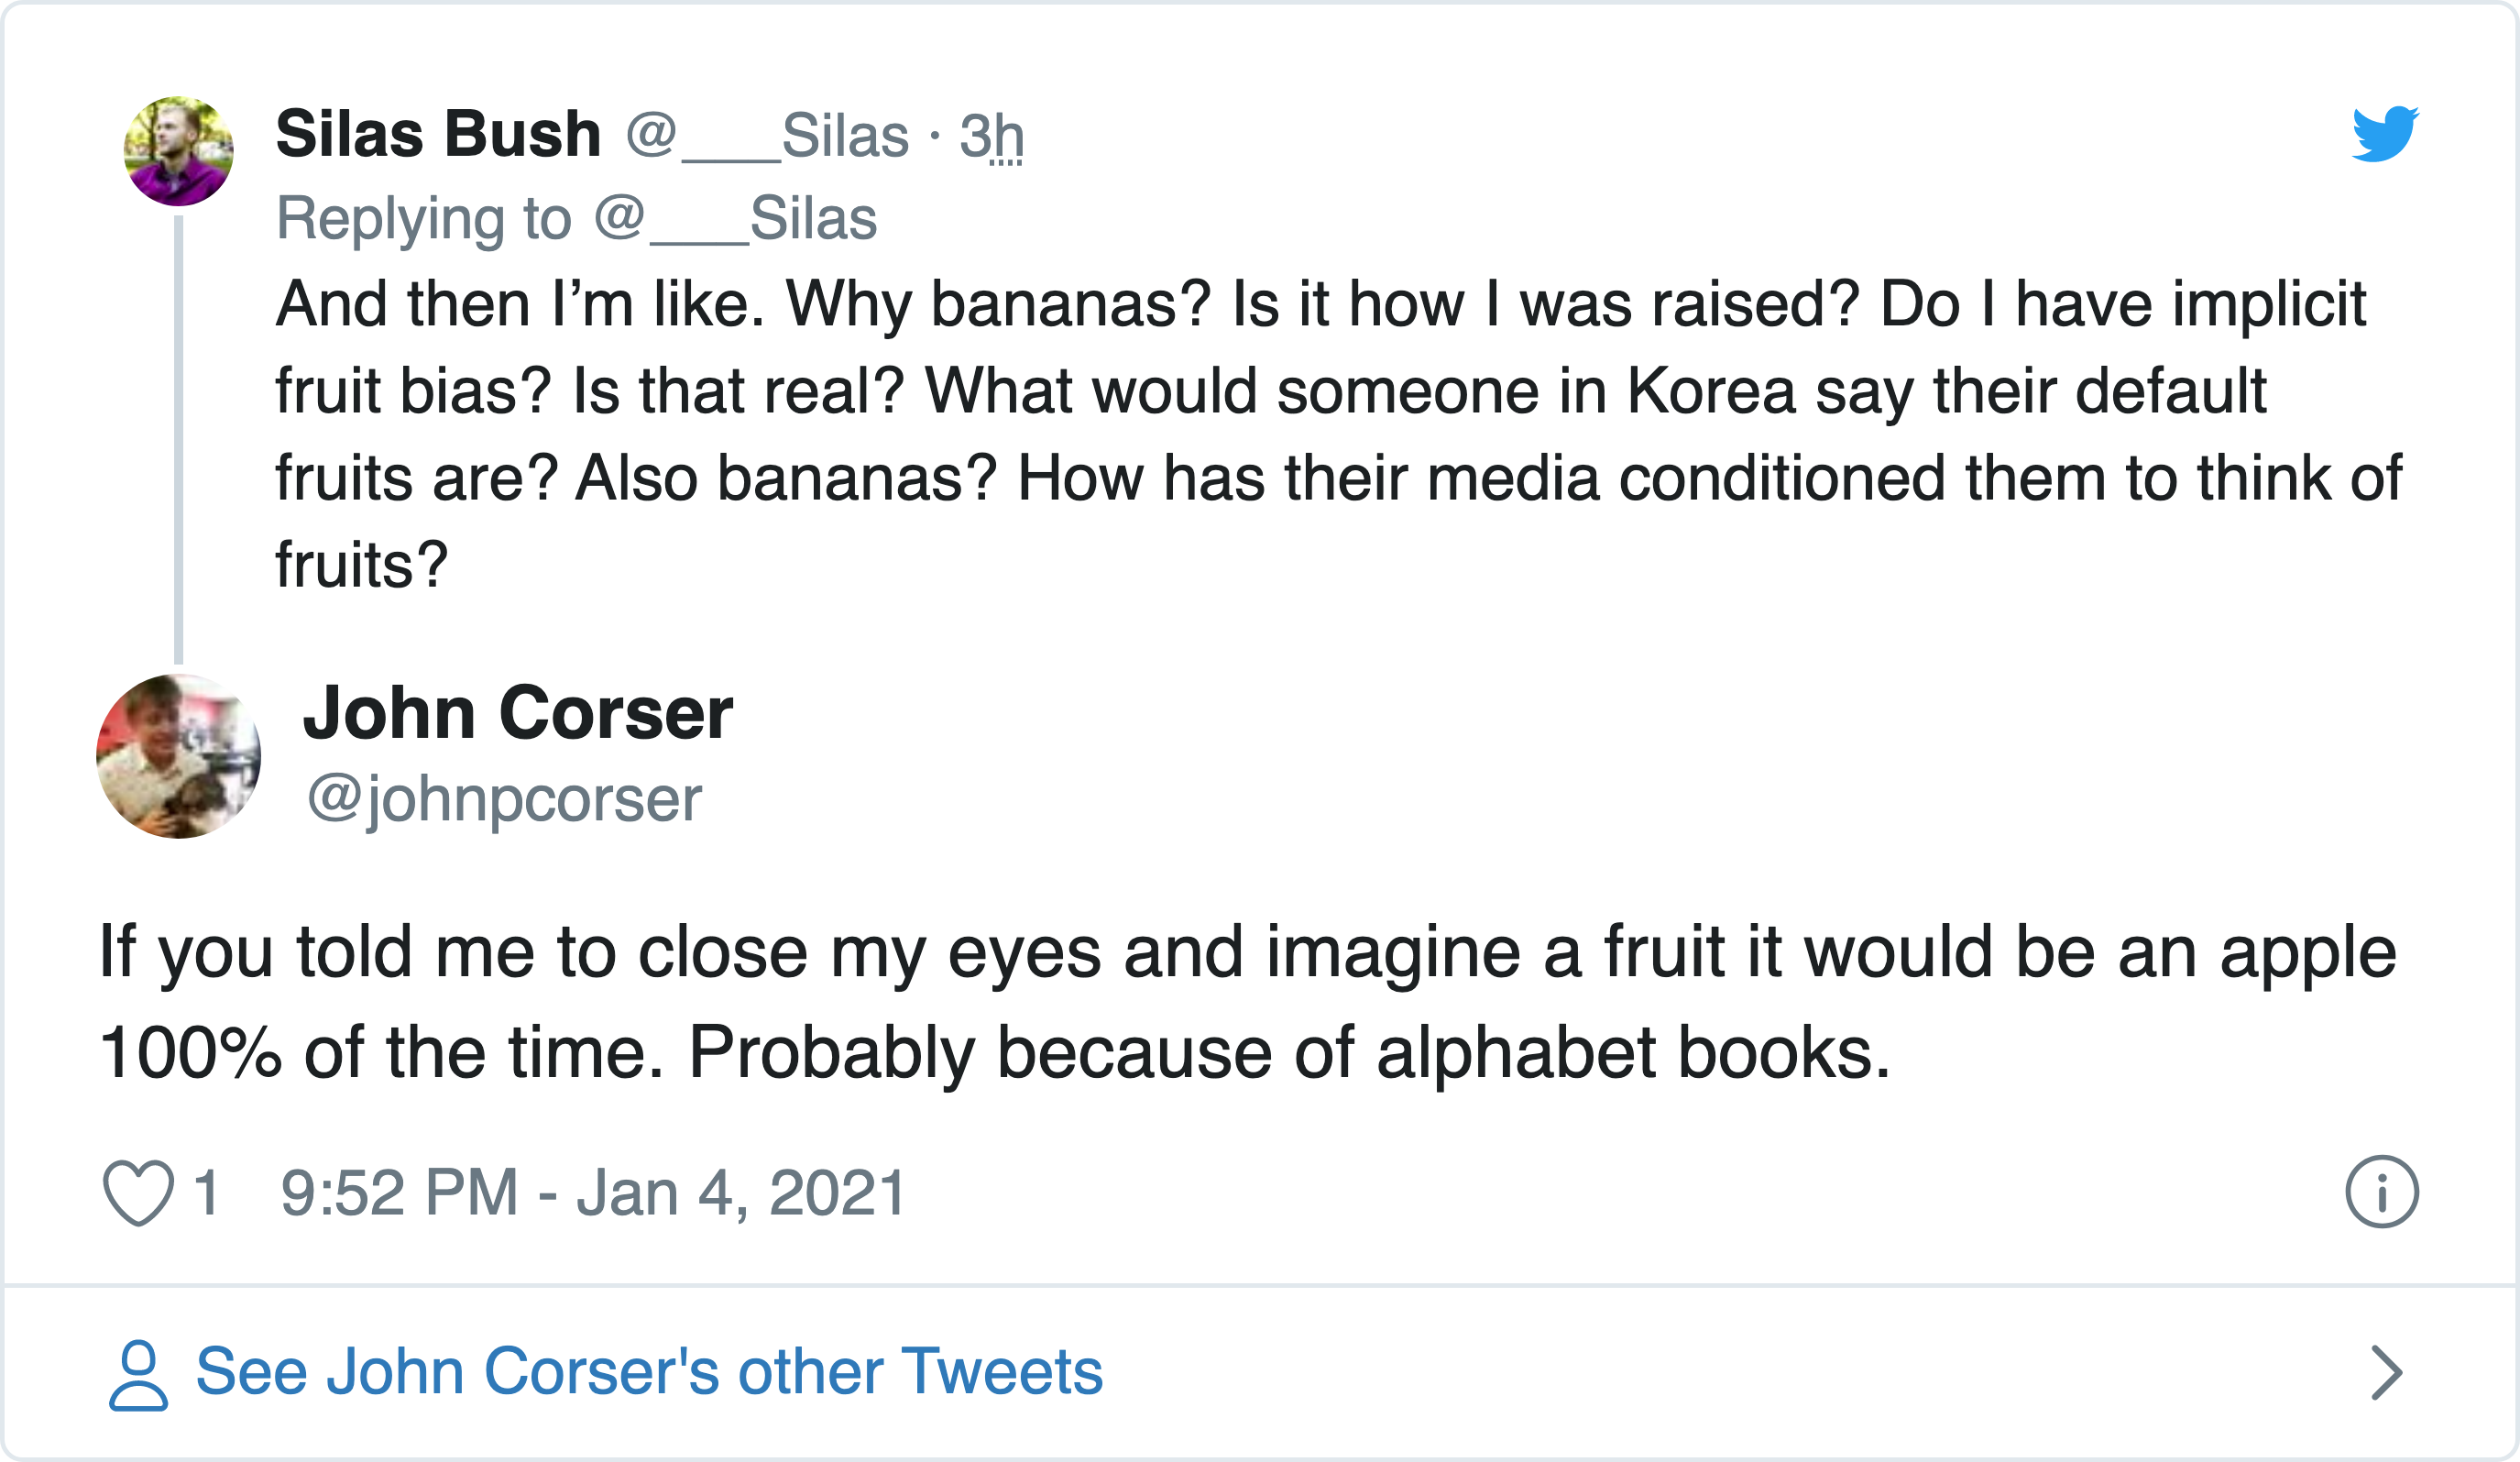 Silas Bush @___Silas · 3h
Replying to @___Silas
And then I’m like. Why bananas? Is it how I was raised? Do I have implicit
fruit bias? Is that real? What would someone in Korea say their default
fruits are? Also bananas? How has their media conditioned them to think of
fruits?
John Corser
@johnpcorser
If you told me to close my eyes and imagine a fruit it would be an apple
100% of the time. Probably because of alphabet books.
1 9:52 PM - Jan 4, 2021
See John Corser's other Tweets